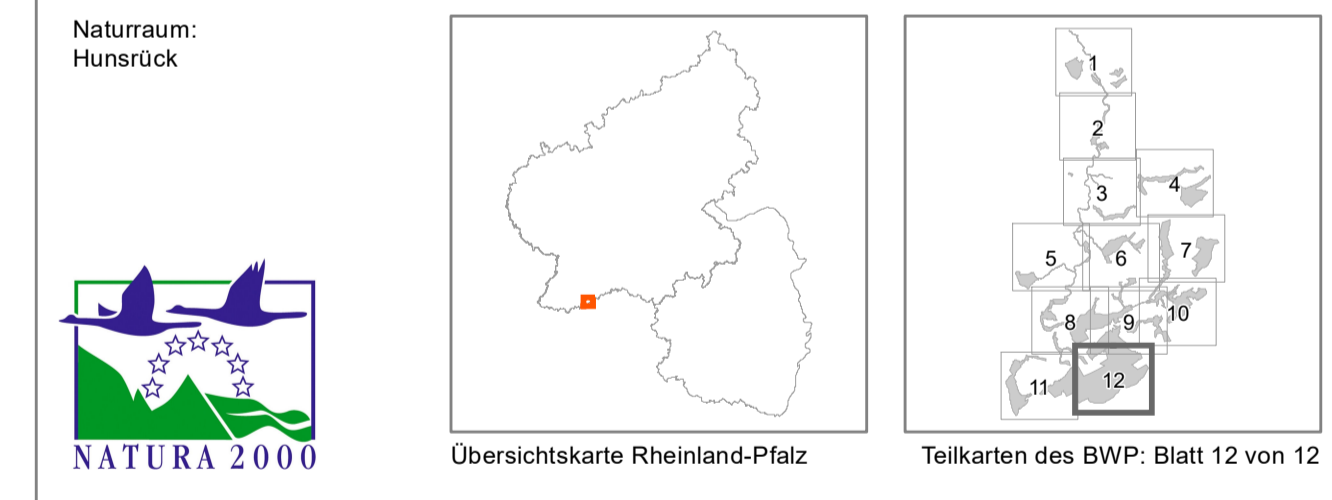 Naturraum:
Hunsrück
NATURA 2000
Übersichtskarte Rheinland-Pfalz
1
2
3
4
5
6
7
8
9
10
11
12
Teilkarten des BWP: Blatt 12 von 12